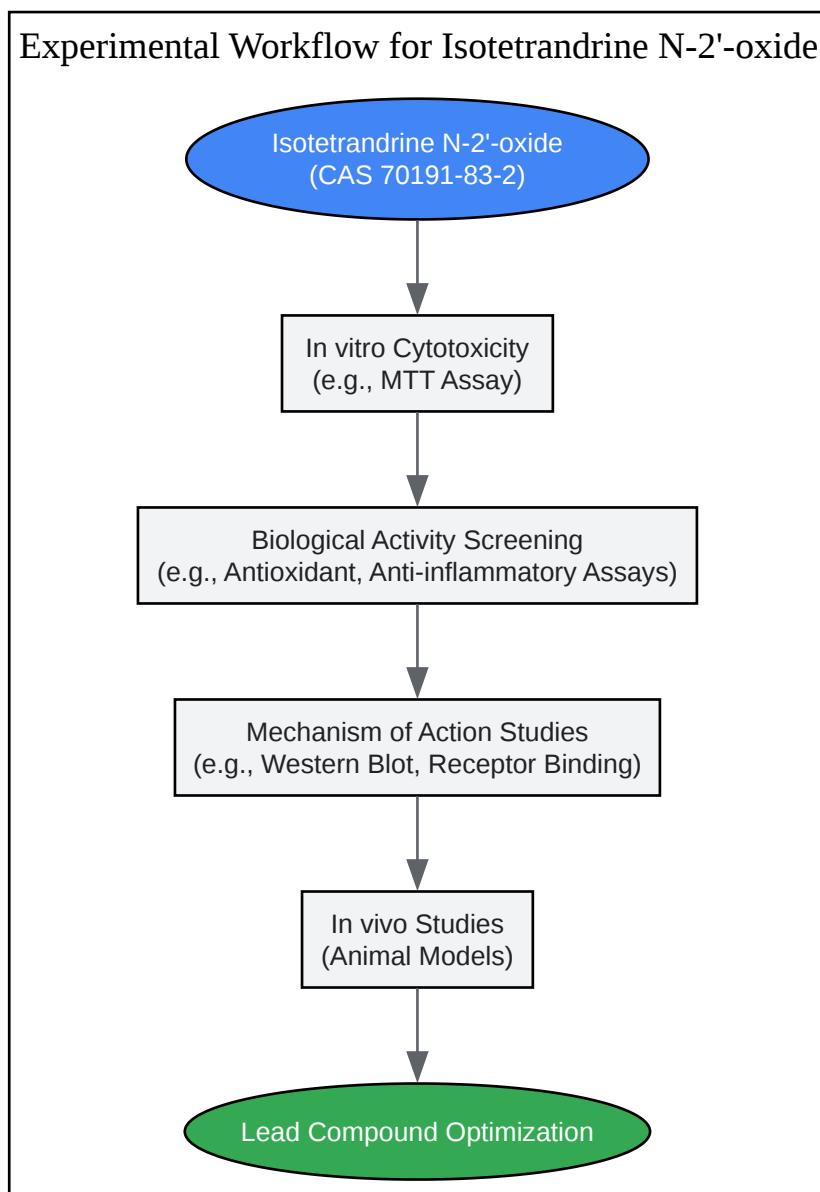 Experimental Workflow for Isotetrandrine N-2'-oxide
Isotetrandrine N-2'-oxide
(CAS 70191-83-2)
In vitro Cytotoxicity
(e.g., MTT Assay)
Biological Activity Screening
(e.g., Antioxidant, Anti-inflammatory Assays)
Mechanism of Action Studies
(e.g., Western Blot, Receptor Binding)
In vivo Studies
(Animal Models)
Lead Compound Optimization